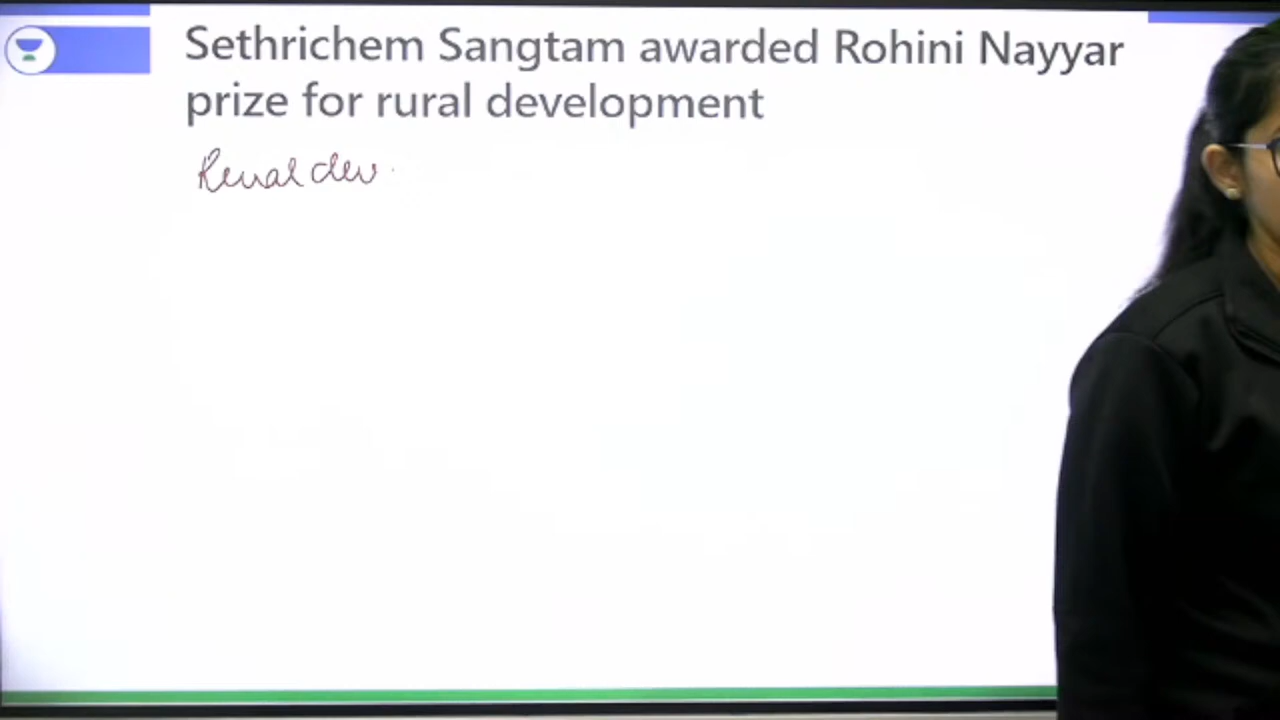 Sethrichem Sangtam awarded Rohini Nayyar
prize for rural development
Rural dev.